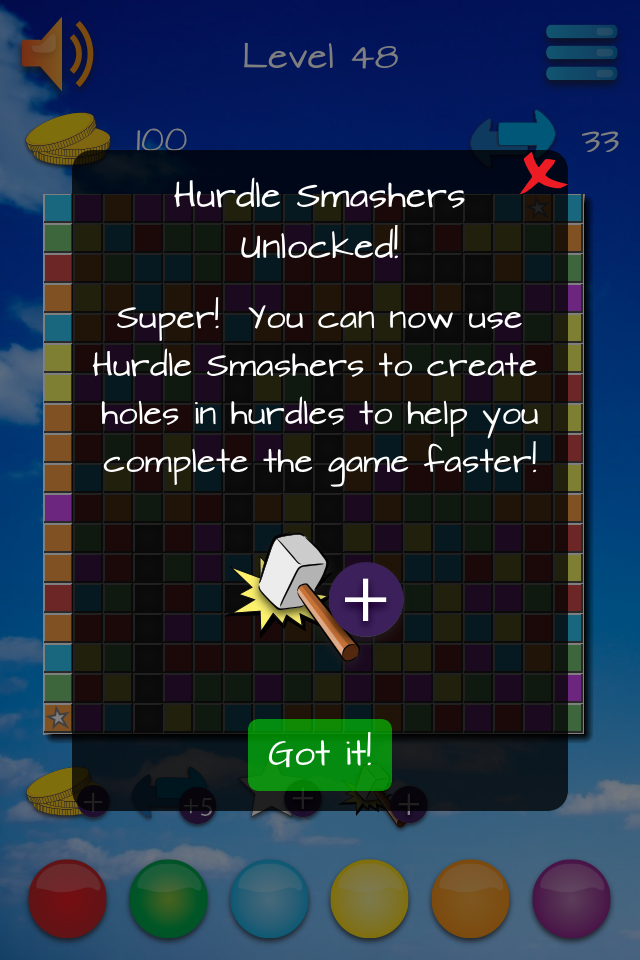 Level 48
100
33
Hurdle Smashers
Unlocked!
Super! You can now use
Hurdle Smashers to create
holes in hurdles to help you
complete the game faster!
+
Got it!
+
+5
+
+